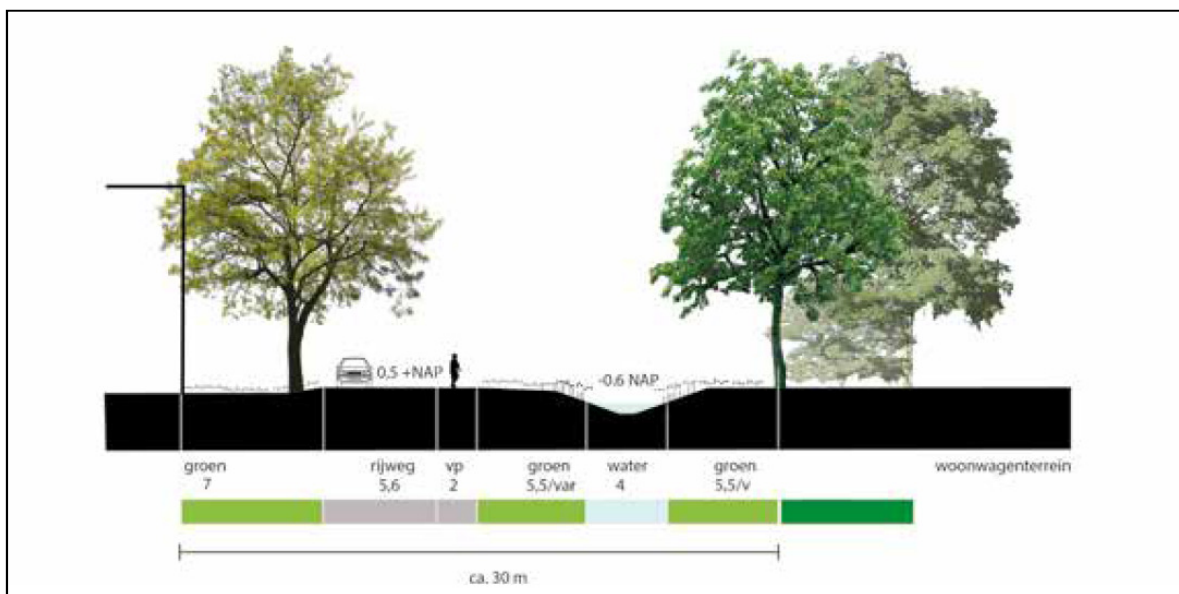 0,5 +NAP
-0.6 NAP
groen rijweg vp groen water groen woonwagenterrein
7 5,6 2 5,5/var 4 5,5/v
ca. 30 m